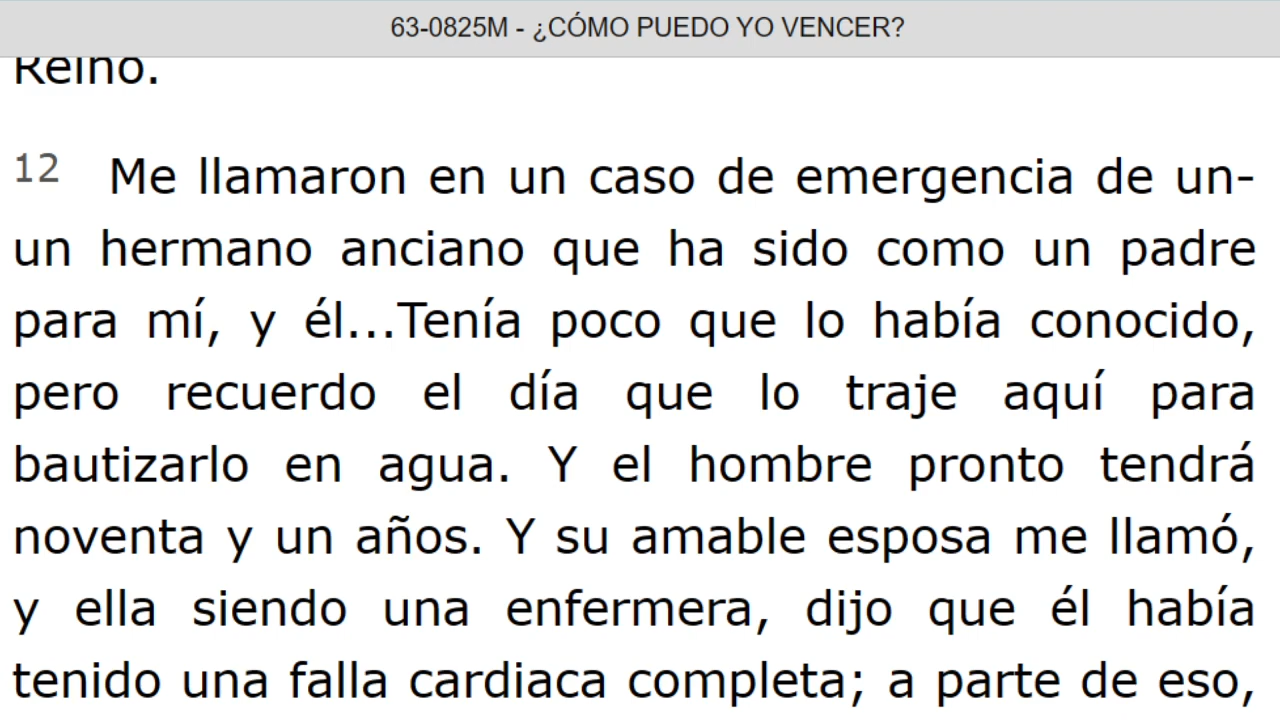 63-0825M - ¿CÓMO PUEDO YO VENCER?
Reino.
12 Me llamaron en un caso de emergencia de un-
un hermano anciano que ha sido como un padre
para mí, y él...Tenía poco que lo había conocido,
pero recuerdo el día que lo traje aquí para
bautizarlo en agua. Y el hombre pronto tendrá
noventa y un años. Y su amable esposa me llamó,
y ella siendo una enfermera, dijo que él había
tenido una falla cardiaca completa; a parte de eso,